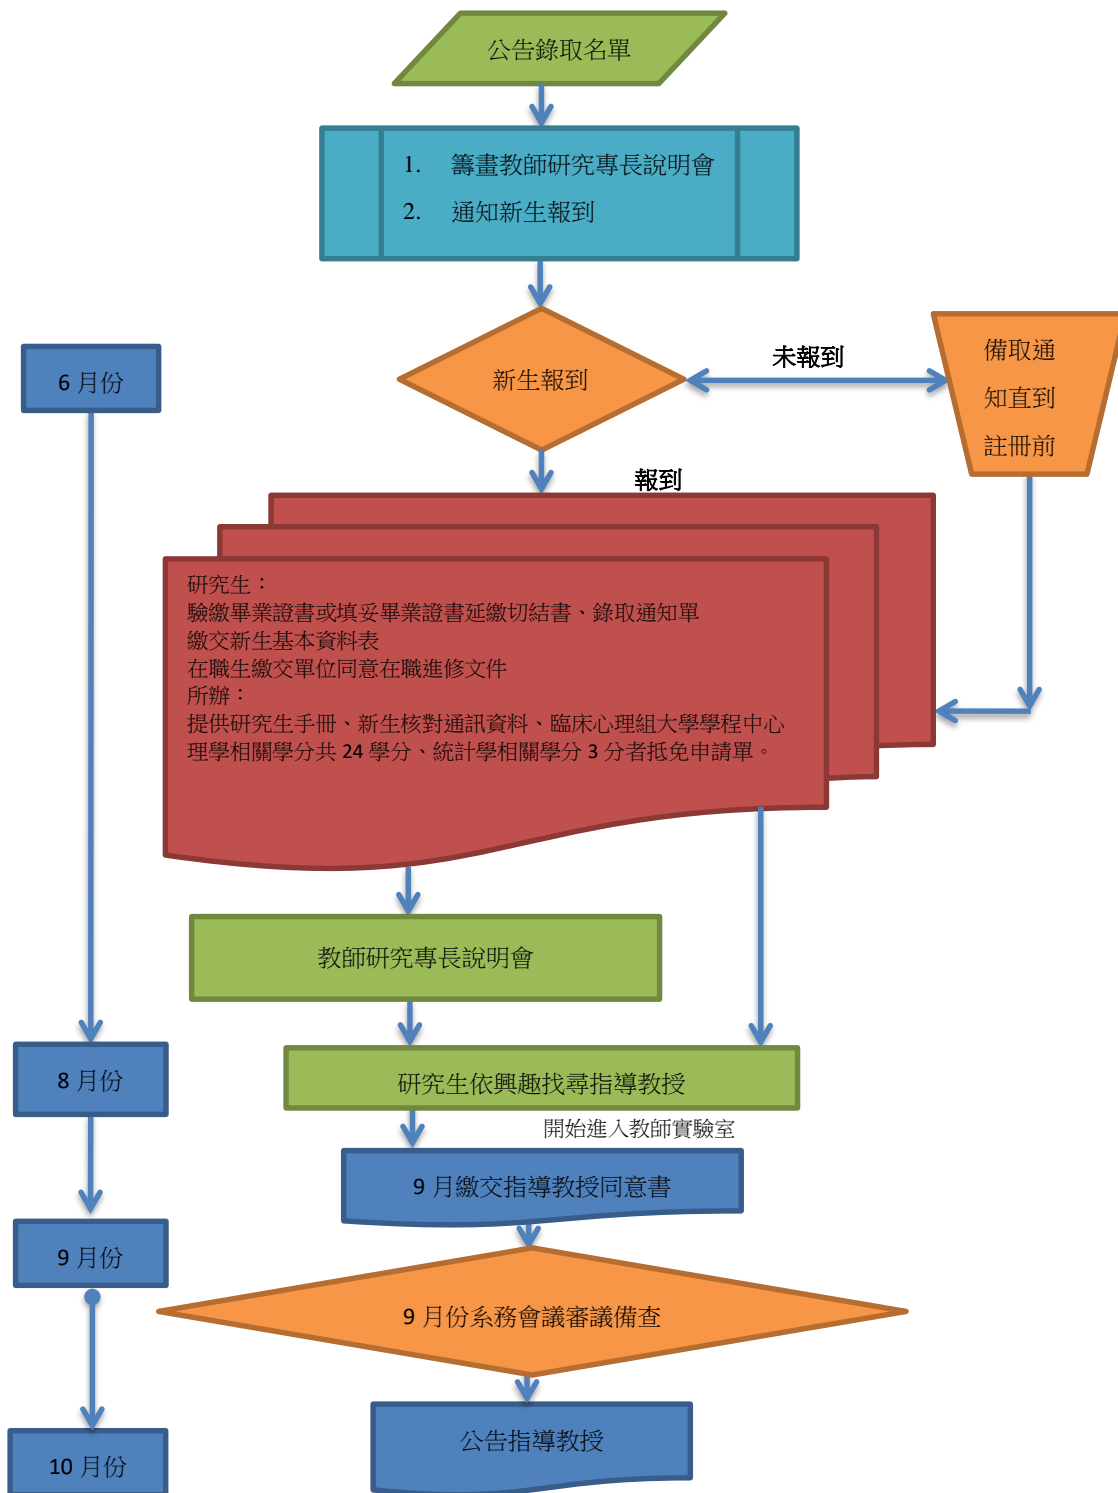 公告錄取名單
1. 籌畫教師研究專長說明會
2. 通知新生報到
6 月份
新生報到
未報到
備取通
知直到
註冊前
報到
研究生：
驗繳畢業證書或填妥畢業證書延繳切結書、錄取通知單
繳交新生基本資料表
在職生繳交單位同意在職進修文件
所辦：
提供研究生手冊、新生核對通訊資料、臨床心理組大學學程中心
理學相關學分共 24 學分、統計學相關學分 3 分者抵免申請單。
教師研究專長說明會
8 月份
研究生依興趣找尋指導教授
開始進入教師實驗室
9 月繳交指導教授同意書
9 月份
9 月份系務會議審議備查
公告指導教授
10 月份